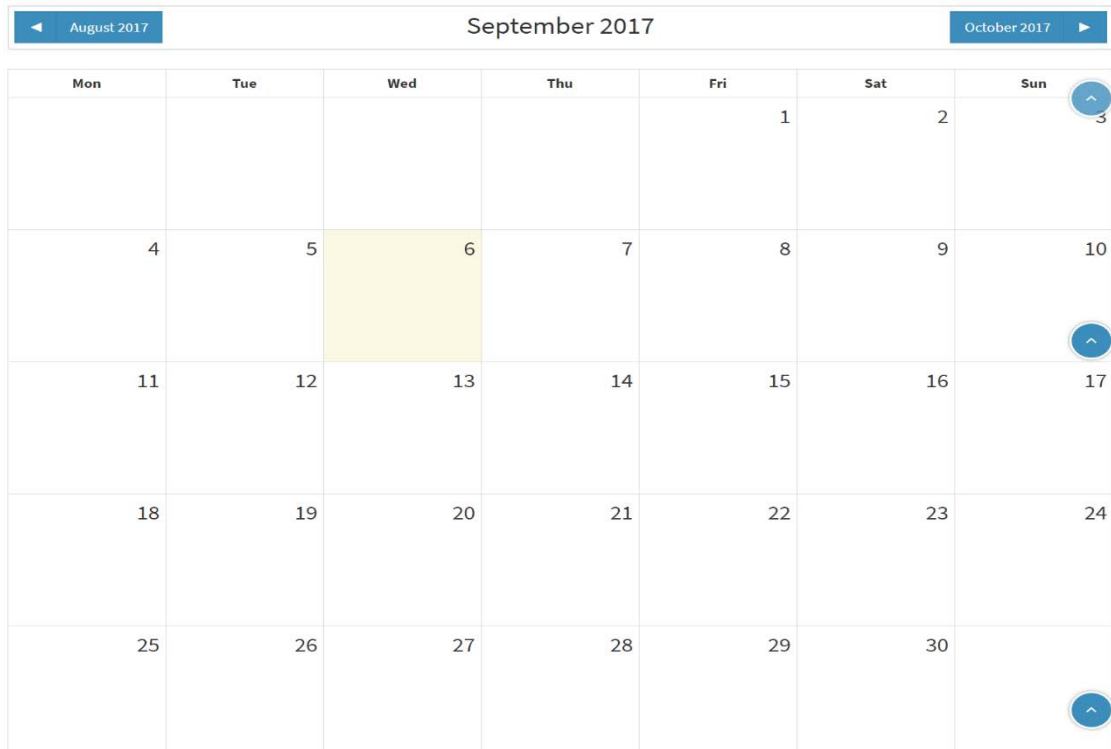 ◄ August 2017 September 2017 October 2017 ►
Mon Tue Wed Thu Fri Sat Sun
1 2 3
4 5 6 7 8 9 10
11 12 13 14 15 16 17
18 19 20 21 22 23 24
25 26 27 28 29 30